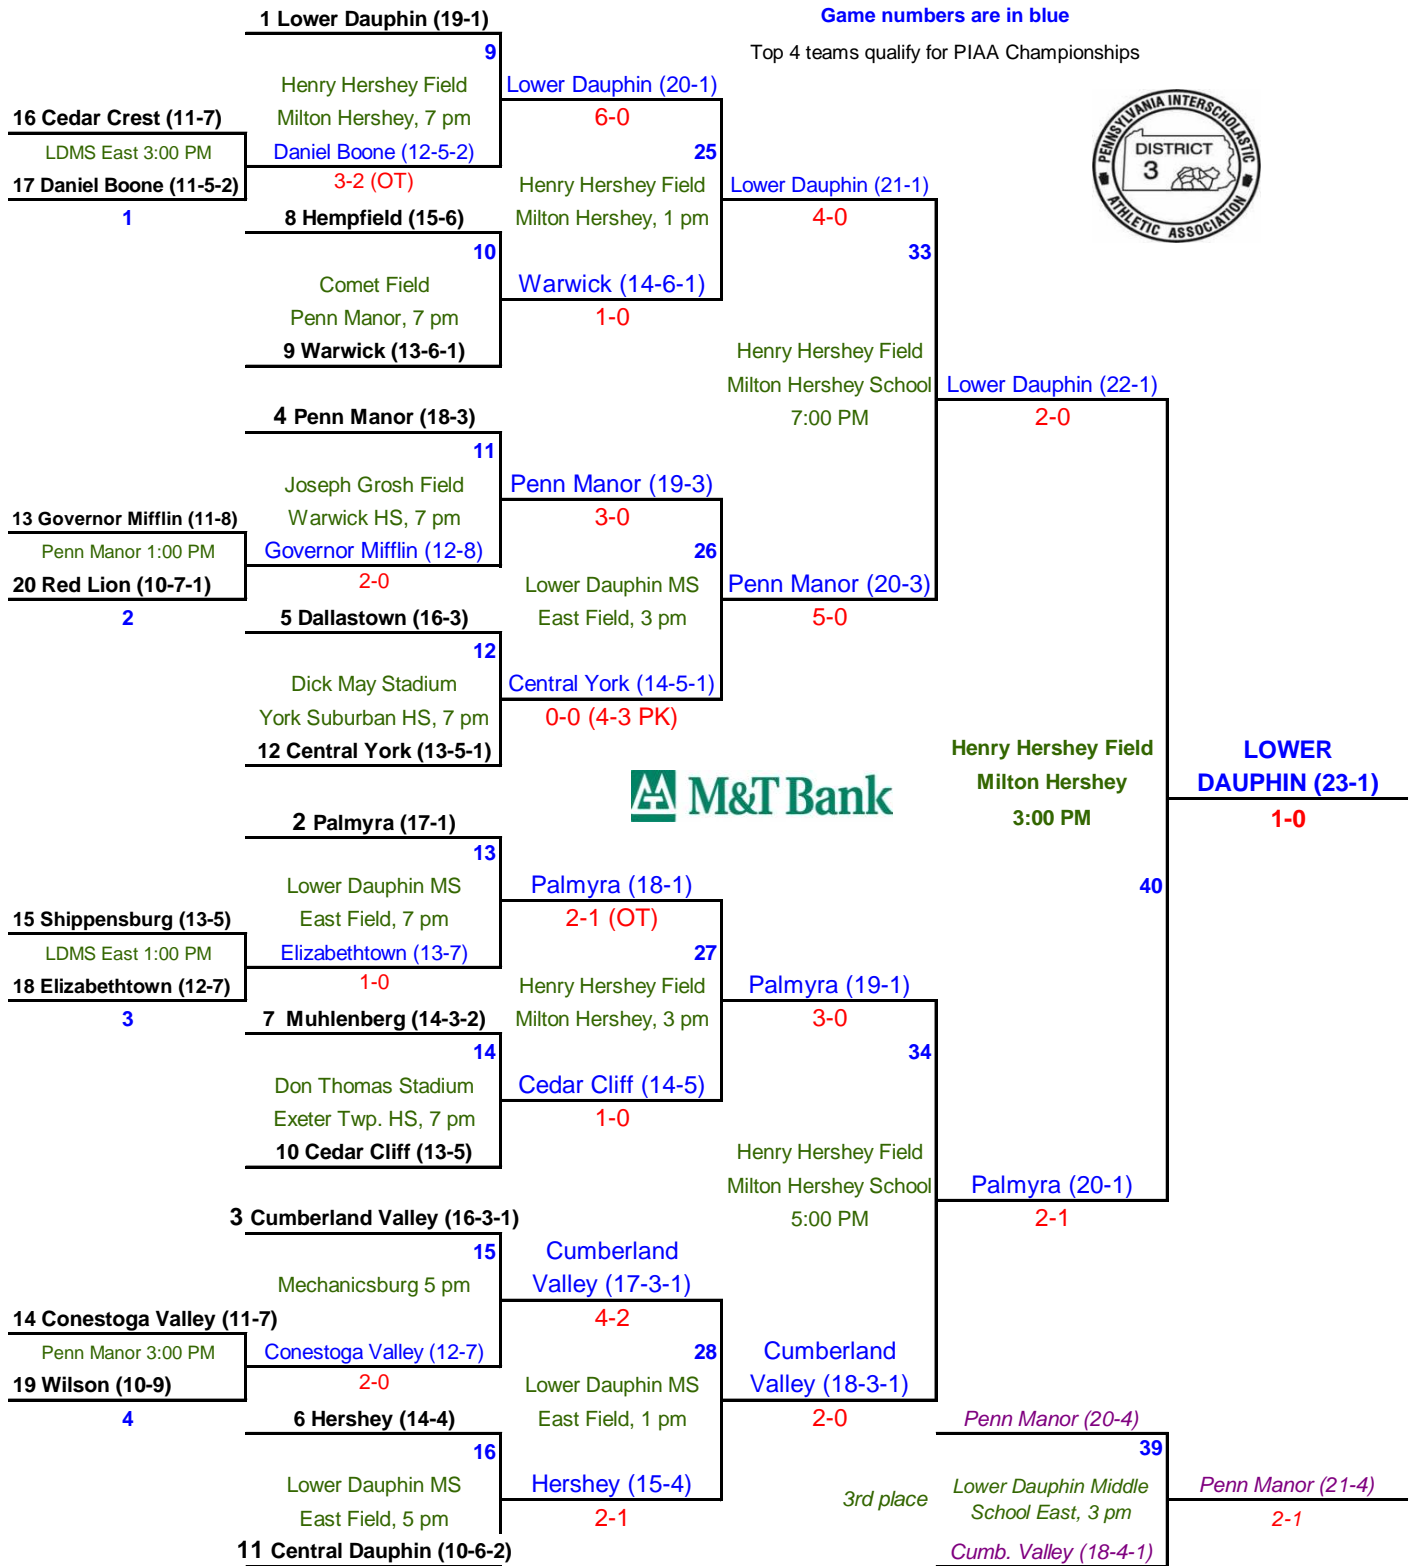 Game numbers are in blue
Top 4 teams qualify for PIAA Championships
PENNSYLVANIA INTERSCHOLASTIC
DISTRICT
3
ATHLETIC ASSOCIATION
16 Cedar Crest (11-7)
LDMS East 3:00 PM
17 Daniel Boone (11-5-2)
1
13 Governor Mifflin (11-8)
Penn Manor 1:00 PM
20 Red Lion (10-7-1)
2
15 Shippensburg (13-5)
LDMS East 1:00 PM
18 Elizabethtown (12-7)
3
14 Conestoga Valley (11-7)
Penn Manor 3:00 PM
19 Wilson (10-9)
4
1 Lower Dauphin (19-1)
9
Henry Hershey Field
Milton Hershey, 7 pm
Daniel Boone (12-5-2)
3-2 (OT)
8 Hempfield (15-6)
10
Comet Field
Penn Manor, 7 pm
9 Warwick (13-6-1)
4 Penn Manor (18-3)
11
Joseph Grosh Field
Warwick HS, 7 pm
Governor Mifflin (12-8)
2-0
5 Dallastown (16-3)
12
Dick May Stadium
York Suburban HS, 7 pm
12 Central York (13-5-1)
2 Palmyra (17-1)
13
Lower Dauphin MS
East Field, 7 pm
Elizabethtown (13-7)
1-0
7 Muhlenberg (14-3-2)
14
Don Thomas Stadium
Exeter Twp. HS, 7 pm
10 Cedar Cliff (13-5)
3 Cumberland Valley (16-3-1)
15
Mechanicsburg 5 pm
Conestoga Valley (12-7)
2-0
6 Hershey (14-4)
16
Lower Dauphin MS
East Field, 5 pm
11 Central Dauphin (10-6-2)
Lower Dauphin (20-1)
6-0
25
Henry Hershey Field
Milton Hershey, 1 pm
Warwick (14-6-1)
1-0
Penn Manor (19-3)
3-0
26
Lower Dauphin MS
East Field, 3 pm
Central York (14-5-1)
0-0 (4-3 PK)
M&T Bank
Palmyra (18-1)
2-1 (OT)
27
Henry Hershey Field
Milton Hershey, 3 pm
Cedar Cliff (14-5)
1-0
Cumberland
Valley (17-3-1)
4-2
28
Lower Dauphin MS
East Field, 1 pm
Hershey (15-4)
2-1
Lower Dauphin (21-1)
4-0
33
Henry Hershey Field
Milton Hershey School
7:00 PM
Penn Manor (20-3)
5-0
Palmyra (19-1)
3-0
34
Henry Hershey Field
Milton Hershey School
5:00 PM
Cumberland
Valley (18-3-1)
2-0
Lower Dauphin (22-1)
2-0
Henry Hershey Field
Milton Hershey
3:00 PM
40
Palmyra (20-1)
2-1
LOWER
DAUPHIN (23-1)
1-0
3rd place
Penn Manor (20-4)
39
Lower Dauphin Middle
School East, 3 pm
Cumb. Valley (18-4-1)
Penn Manor (21-4)
2-1